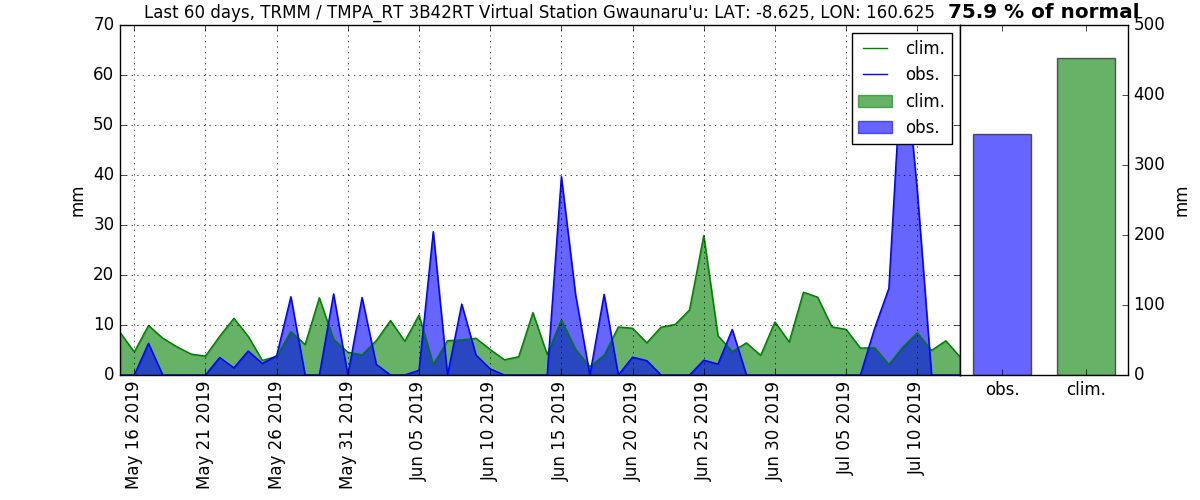 Last 60 days, TRMM / TMPA_RT 3B42RT Virtual Station Gwaunaru'u: LAT: -8.625, LON: 160.625 75.9 % of normal
70
60
50
40
30
20
10
0
mm
clim.
obs.
clim.
obs.
May 16 2019
May 21 2019
May 26 2019
May 31 2019
Jun 05 2019
Jun 10 2019
Jun 15 2019
Jun 20 2019
Jun 25 2019
Jun 30 2019
Jul 05 2019
Jul 10 2019
500
400
300
200
100
0
mm
obs.
clim.